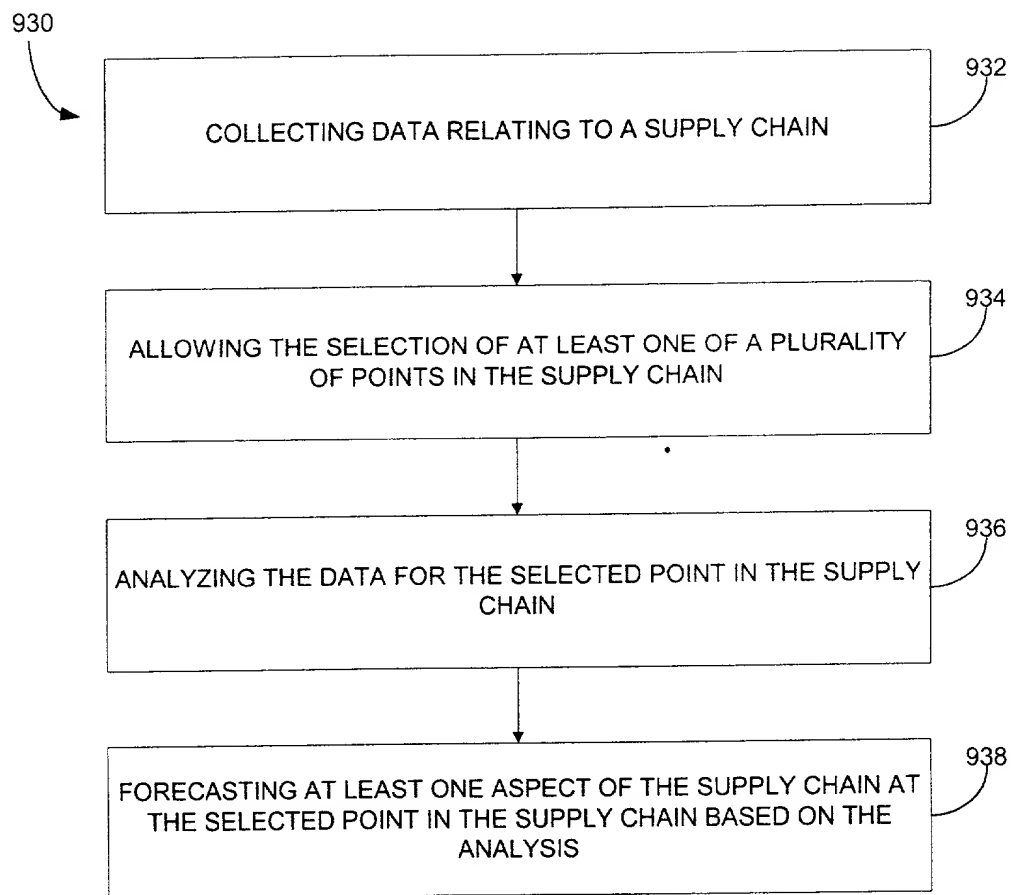 930
932
COLLECTING DATA RELATING TO A SUPPLY CHAIN
934
ALLOWING THE SELECTION OF AT LEAST ONE OF A PLURALITY
OF POINTS IN THE SUPPLY CHAIN
936
ANALYZING THE DATA FOR THE SELECTED POINT IN THE SUPPLY
CHAIN
938
FORECASTING AT LEAST ONE ASPECT OF THE SUPPLY CHAIN AT
THE SELECTED POINT IN THE SUPPLY CHAIN BASED ON THE
ANALYSIS